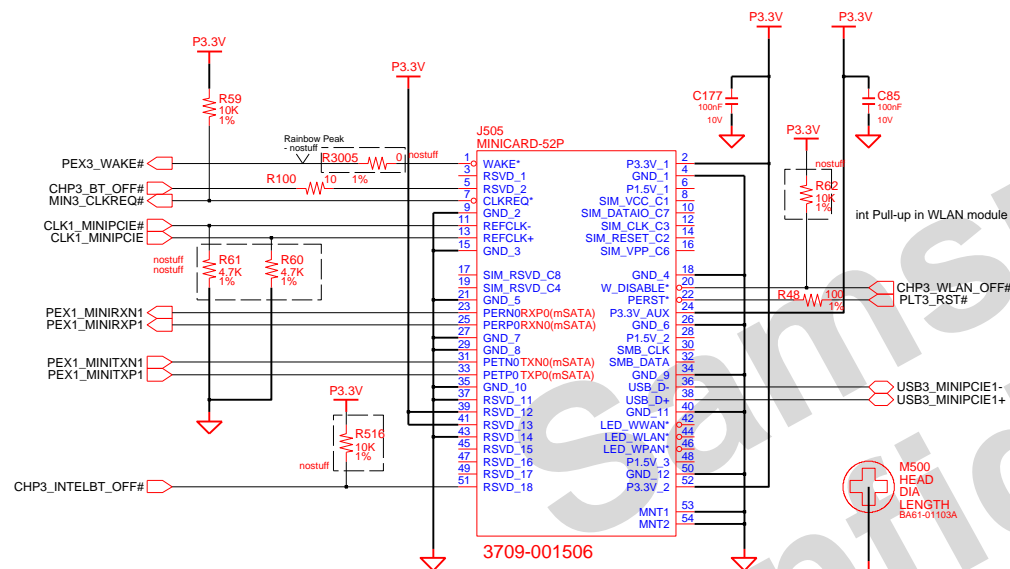 P3.3V
P3.3V
P3.3V
P3.3V
R59
10K
1%
C177
100nF
10V
C85
100nF
10V
P3.3V
Rainbow Peak
- nostuff
R3005
0
nostuff
1%
J505
MINICARD-52P
PEX3_WAKE#
CHP3_BT_OFF#
MIN3_CLKREQ#
R100
10
CLK1_MINIPCIE#
CLK1_MINIPCIE
nostuff
nostuff
R61
4.7K
1%
R60
4.7K
1%
PEX1_MINIRXN1
PEX1_MINIRXP1
PEX1_MINITXN1
PEX1_MINITXP1
P3.3V
R516
10K
1%
nostuff
CHP3_INTELBT_OFF#
1 WAKE* P3.3V_1 2
3 RSVD_1 GND_1 4
5 RSVD_2 P1.5V_1 6
7 CLKREQ* SIM_VCC_C1 8
9 GND_2 SIM_DATAIO_C7 10
11 REFCLK- SIM_CLK_C3 12
13 REFCLK+ SIM_RESET_C2 14
15 GND_3 SIM_VPP_C6 16
17 SIM_RSVD_C8 GND_4 18
19 SIM_RSVD_C4 W_DISABLE* 20
21 GND_5 PERST* 22
23 PERN0RXP0(mSATA) P3.3V_AUX 24
25 PERP0RXN0(mSATA) GND_6 26
27 GND_7 P1.5V_2 28
29 GND_8 SMB_CLK 30
31 PETN0TXN0(mSATA) SMB_DATA 32
33 PETP0TXP0(mSATA) GND_9 34
35 GND_10 USB_D- 36
37 RSVD_11 USB_D+ 38
39 RSVD_12 GND_11 40
41 RSVD_13 LED_WWAN* 42
43 RSVD_14 LED_WLAN* 44
45 RSVD_15 LED_WPAN* 46
47 RSVD_16 P1.5V_3 48
49 RSVD_17 GND_12 50
51 RSVD_18 P3.3V_2 52
MNT1 53
MNT2 54
3709-001506
nostuff
R62
10K
1%
int Pull-up in WLAN module
R48
100
1%
CHP3_WLAN_OFF#
PLT3_RST#
USB3_MINIPCIE1-
USB3_MINIPCIE1+
M500
HEAD
DIA
LENGTH
BA61-01103A